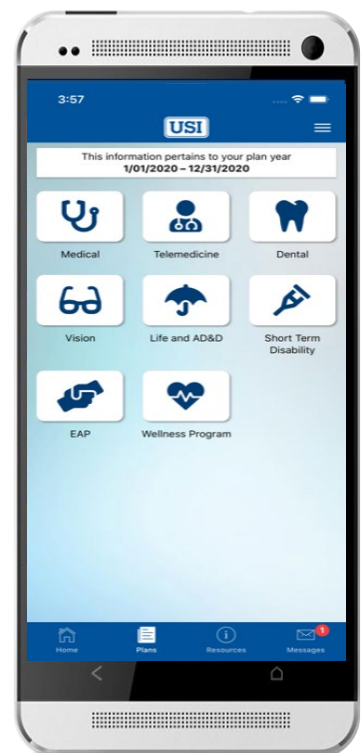 3:57
USI
This information pertains to your plan year
1/01/2020 – 12/31/2020
Medical
Telemedicine
Dental
Vision
Life and AD&D
Short Term
Disability
EAP
Wellness Program
Home
Plans
Resources
Messages
1